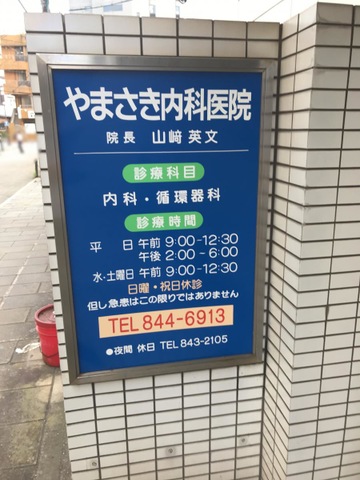 やまさき内科医院
院長 山﨑 英文
診療科目
内科・循環器科
診療時間
平 日 午前 9:00-12:30
午後 2:00-6:00
水・土曜日 午前 9:00-12:30
日曜・祝日休診
但し急患はこの限りではありません
TEL 844-6913
●夜間 休日 TEL 843-2105